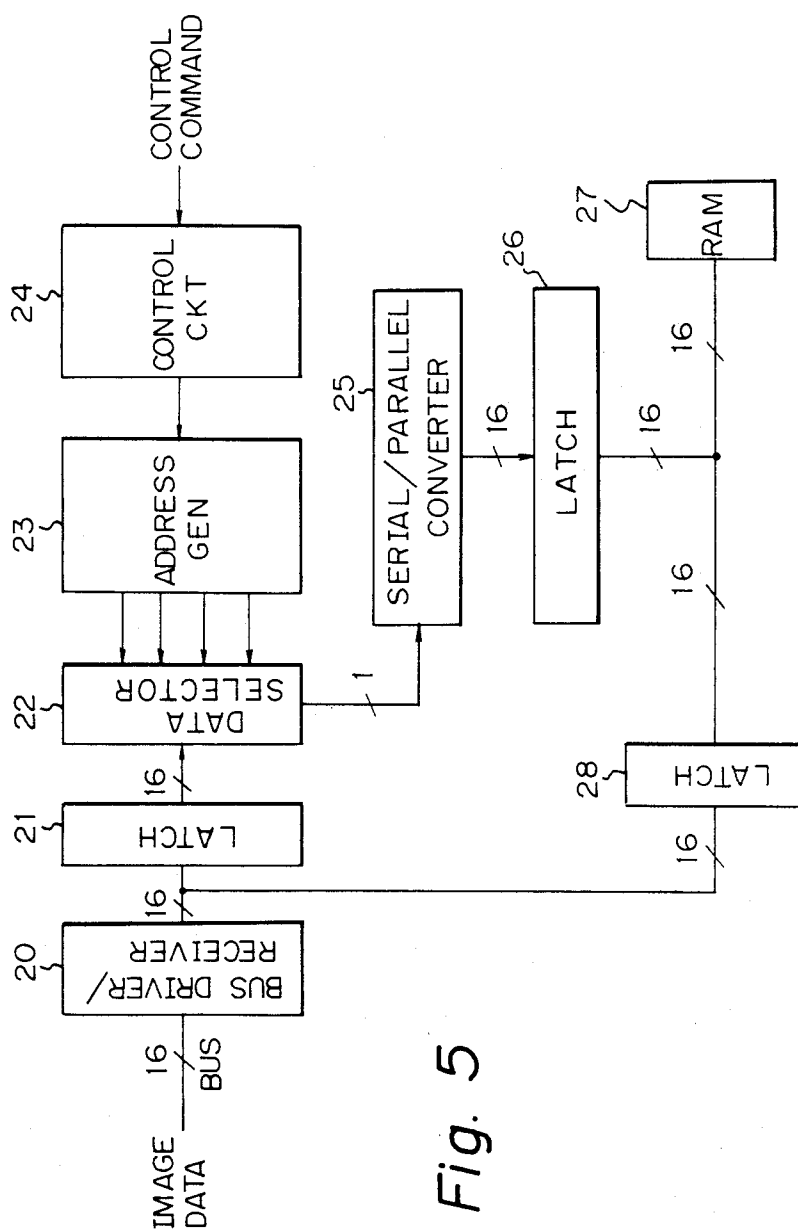 IMAGE
DATA
16
BUS
20
BUS DRIVER/
RECEIVER
16
21
LATCH
16
22
DATA
SELECTOR
23
ADDRESS
GEN
24
CONTROL
CKT
CONTROL
COMMAND
1
25
SERIAL/PARALLEL
CONVERTER
16
26
LATCH
16
16
27
RAM
16
28
LATCH
16
Fig. 5